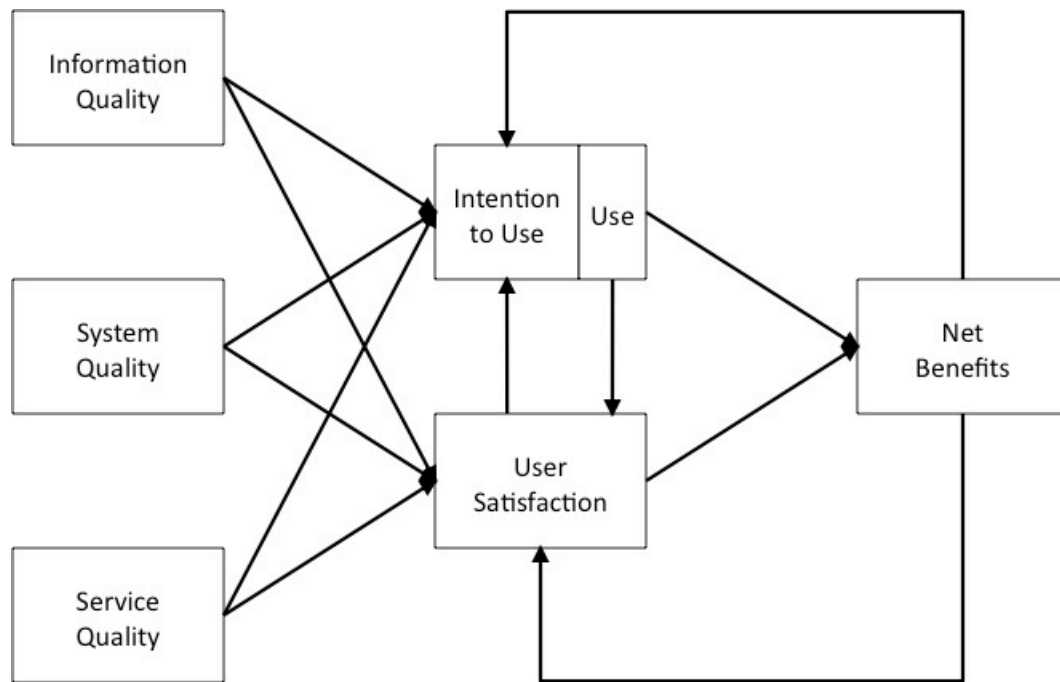 Information
Quality
Intention
to Use
Use
System
Quality
Net
Benefits
User
Satisfaction
Service
Quality